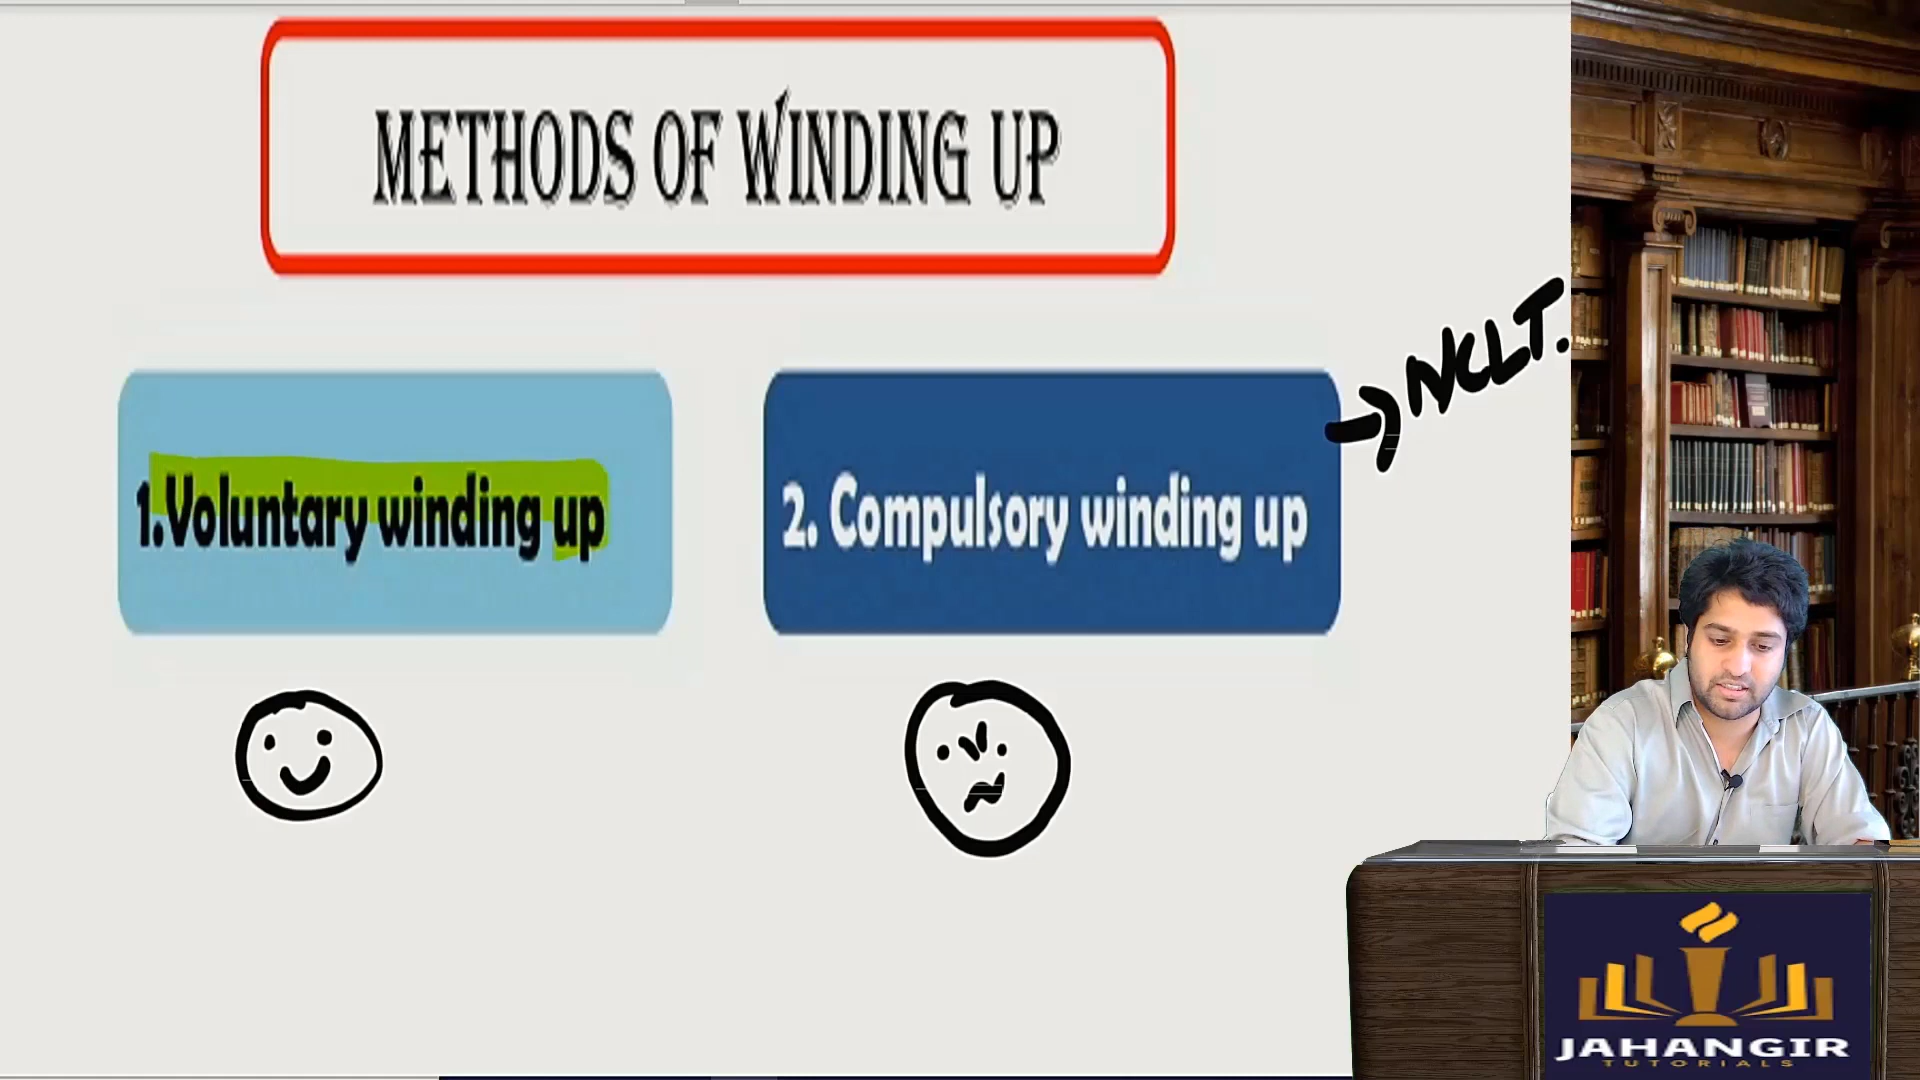 METHODS OF WINDING UP
NCLT.
1.Voluntary winding up
2. Compulsory winding up
JAHANGIR
TUTORIALS